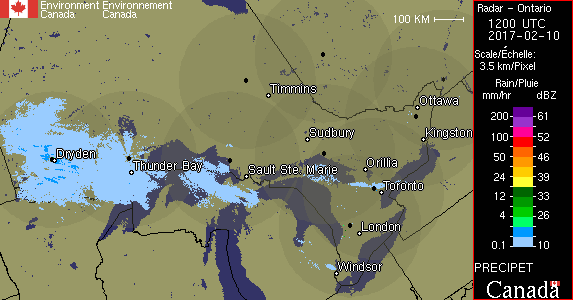 Environment Environnement
Canada Canada
100 KM
Timmins
Ottawa
Sudbury
Kingston
Dryden
Thunder Bay
Sault Ste. Marie
Orillia
Toronto
London
Windsor
Radar - Ontario
1200 UTC
2017-02-10
Scale/Échelle:
3.5 km/Pixel
Rain/Pluie
mm/hr dBZ
200 61
100 52
50 46
24 39
12 33
4 26
0.1 10
PRECIPET
Canada